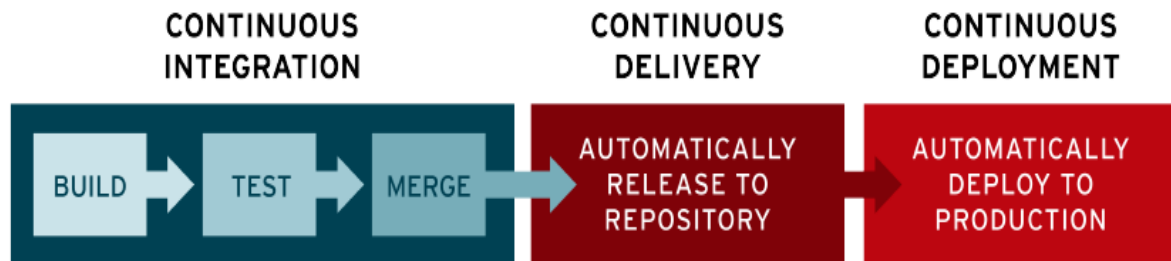 CONTINUOUS
INTEGRATION
CONTINUOUS
DELIVERY
CONTINUOUS
DEPLOYMENT
BUILD
TEST
MERGE
AUTOMATICALLY
RELEASE TO
REPOSITORY
AUTOMATICALLY
DEPLOY TO
PRODUCTION